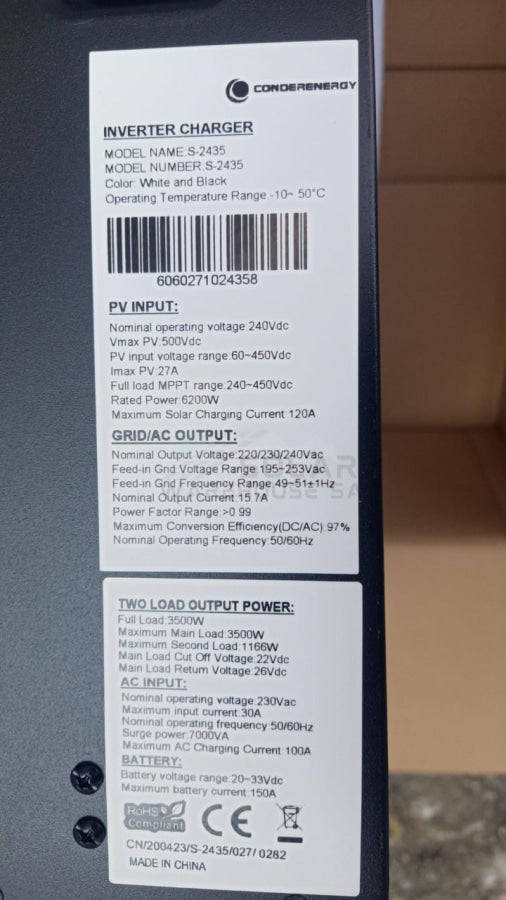 CONDERENERGY
INVERTER CHARGER
MODEL NAME:S-2435
MODEL NUMBER:S-2435
Color: White and Black
Operating Temperature Range -10~ 50°C
6060271024358
PV INPUT:
Nominal operating voltage:240Vdc
Vmax PV:500Vdc
PV input voltage range:60~450Vdc
Imax PV:27A
Full load MPPT range:240~450Vdc
Rated Power:6200W
Maximum Solar Charging Current 120A
GRID/AC OUTPUT:
Nominal Output Voltage:220/230/240Vac
Feed-in Grid Voltage Range:195~253Vac
Feed-in Grid Frequency Range:49~51±1Hz
Nominal Output Current:15.7A
Power Factor Range:>0.99
Maximum Conversion Efficiency(DC/AC):97%
Nominal Operating Frequency:50/60Hz
TWO LOAD OUTPUT POWER:
Full Load:3500W
Maximum Main Load:3500W
Maximum Second Load:1166W
Main Load Cut Off Voltage:22Vdc
Main Load Return Voltage:26Vdc
AC INPUT:
Nominal operating voltage:230Vac
Maximum input current:30A
Nominal operating frequency:50/60Hz
Surge power:7000VA
Maximum AC Charging Current:100A
BATTERY:
Battery voltage range:20~33Vdc
Maximum battery current:150A
RoHS
Compliant
CE
CN/200423/S-2435/027/ 0282
MADE IN CHINA